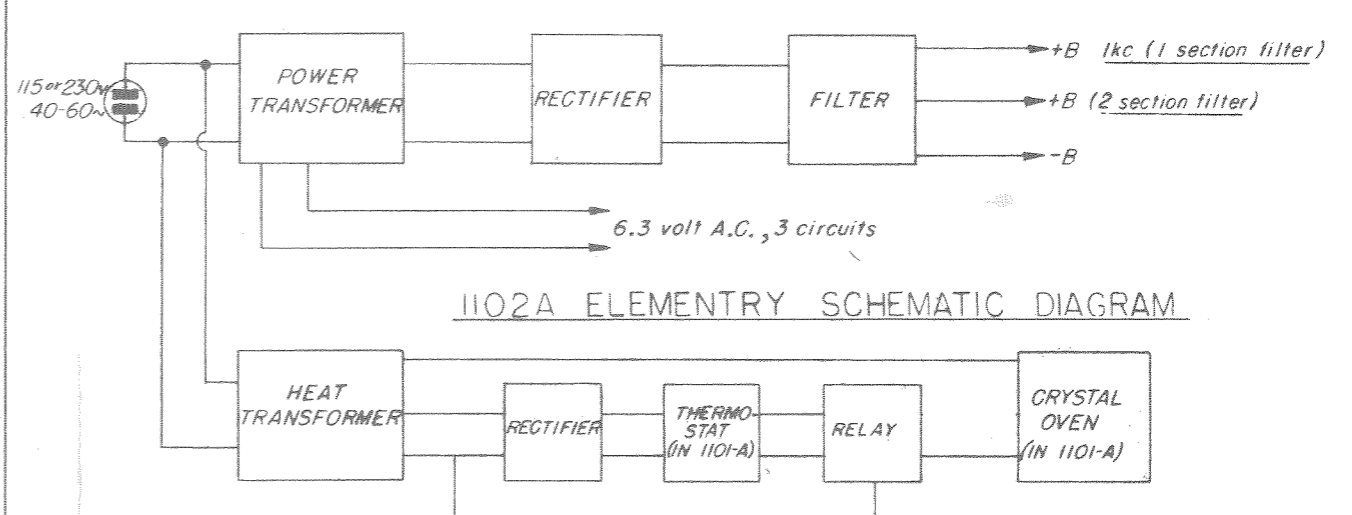 115 or 230v
40-60~
POWER
TRANSFORMER
RECTIFIER
FILTER
+B 1kc (1 section filter)
+B (2 section filter)
-B
6.3 volt A.C., 3 circuits
1102A ELEMENTRY SCHEMATIC DIAGRAM
HEAT
TRANSFORMER
RECTIFIER
THERMO-
STAT
(IN 1101-A)
RELAY
CRYSTAL
OVEN
(IN 1101-A)